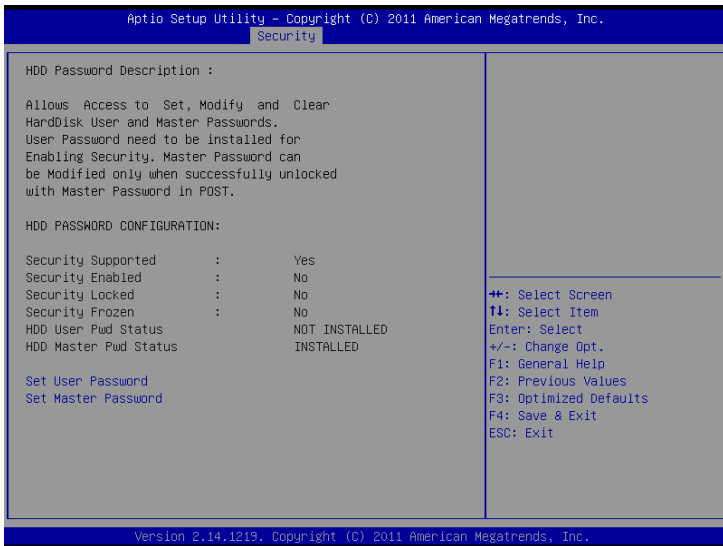 Aptio Setup Utility – Copyright (C) 2011 American Megatrends, Inc.
Security
HDD Password Description :
Allows Access to Set, Modify and Clear
HardDisk User and Master Passwords.
User Password need to be installed for
Enabling Security. Master Password can
be Modified only when successfully unlocked
with Master Password in POST.
HDD PASSWORD CONFIGURATION:
Security Supported : Yes
Security Enabled : No
Security Locked : No
Security Frozen : No
HDD User Pwd Status NOT INSTALLED
HDD Master Pwd Status INSTALLED
Set User Password
Set Master Password
→←: Select Screen
↑↓: Select Item
Enter: Select
+/-: Change Opt.
F1: General Help
F2: Previous Values
F3: Optimized Defaults
F4: Save & Exit
ESC: Exit
Version 2.14.1219. Copyright (C) 2011 American Megatrends, Inc.